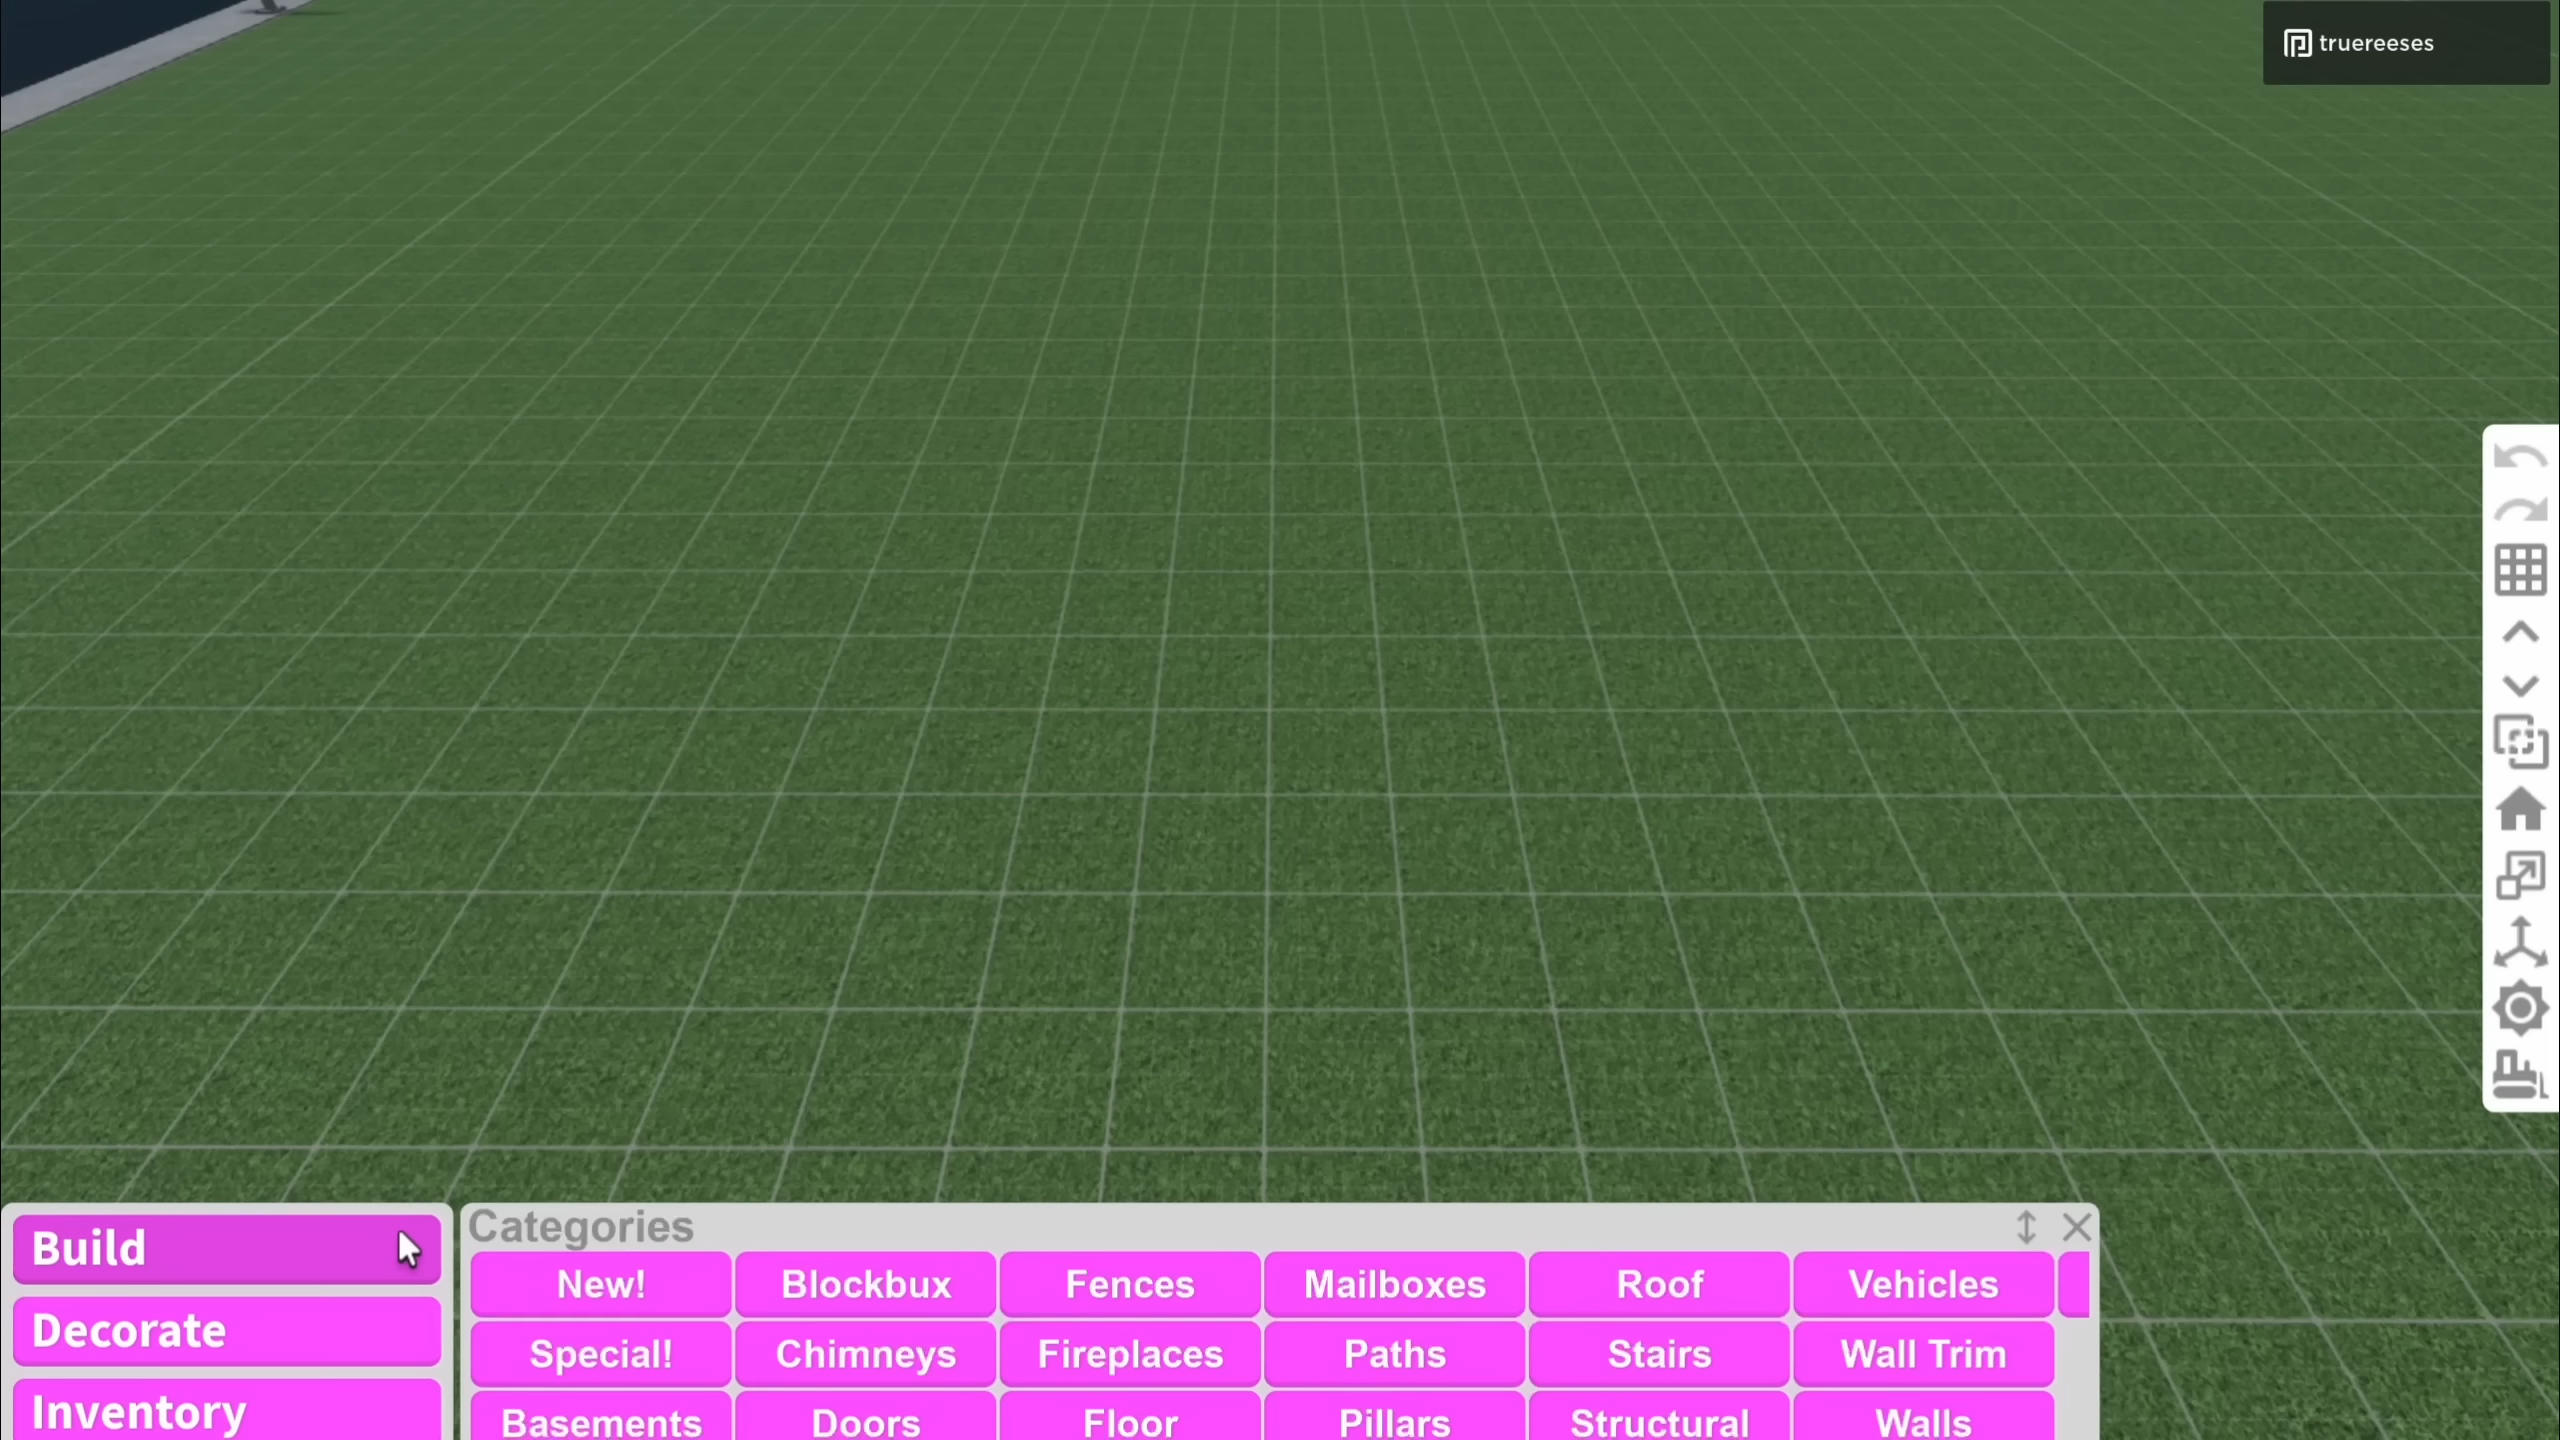 truereeses
Build
Decorate
Inventory
Categories
New! Blockbux Fences Mailboxes Roof Vehicles
Special! Chimneys Fireplaces Paths Stairs Wall Trim
Basements Doors Floor Pillars Structural Walls